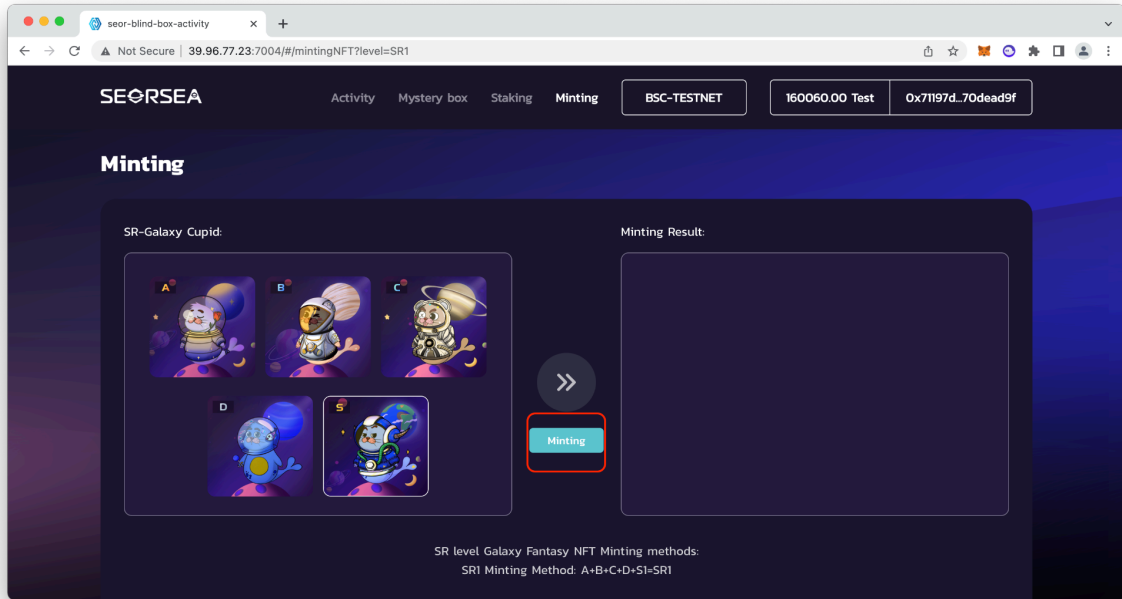 seor-blind-box-activity
Not Secure | 39.96.77.23:7004/#/mintingNFT?level=SR1
SEORSEA Activity Mystery box Staking Minting BSC-TESTNET 160060.00 Test 0x71197d...70dead9f
Minting
SR-Galaxy Cupid: Minting Result:
A B C
D S
Minting
SR level Galaxy Fantasy NFT Minting methods:
SR1 Minting Method: A+B+C+D+S1=SR1